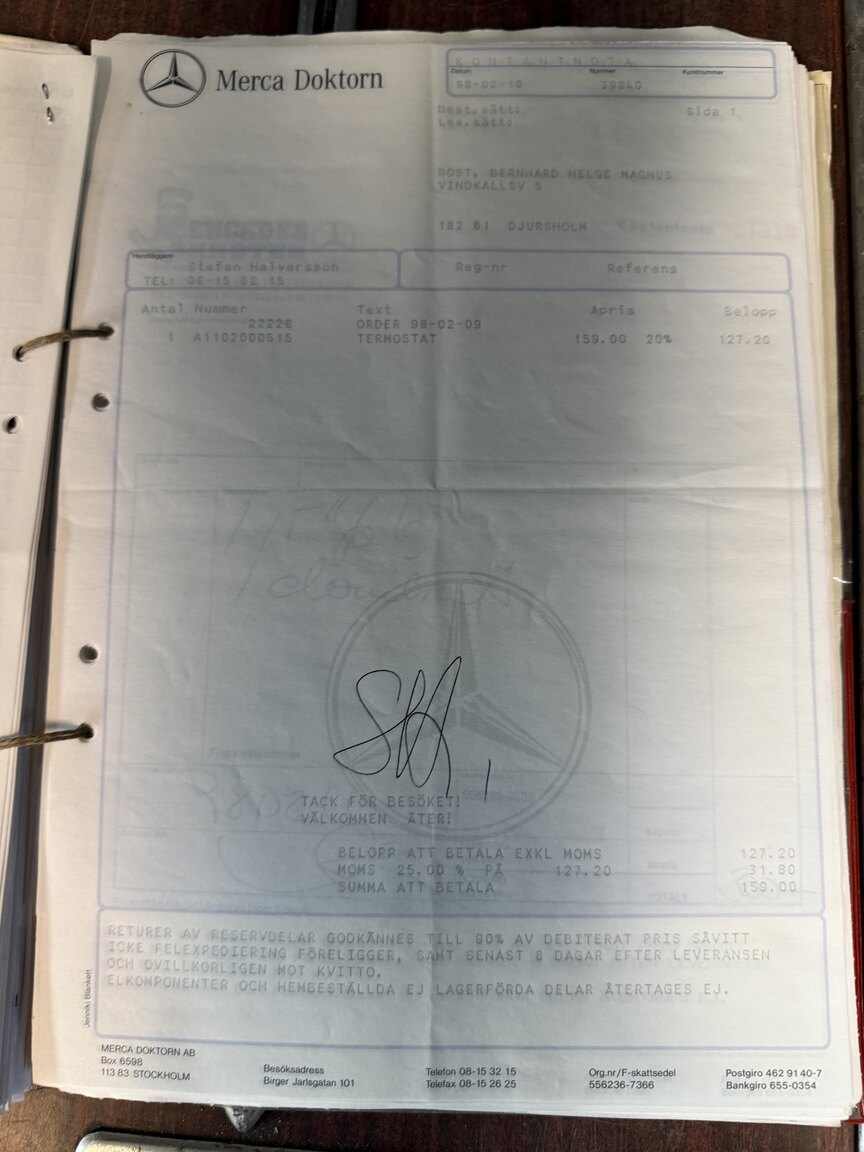 Merca Doktorn
KONTANTNOTA
Datum Nummer Kundnummer
98-02-10 39840
Best.sätt: Sida 1
Lev.sätt:
ROST, BERNHARD HELGE MAGNUS
VINDKALLSV 5
182 61 DJURSHOLM
Handläggare
Stefan Halvarsson Reg-nr Referens
TEL: 08-15 32 15
Antal Nummer Text Apris Belopp
22226 ORDER 98-02-09
1 A1102000515 TERMOSTAT 159.00 20% 127.20
TACK FÖR BESÖKET!
VÄLKOMMEN ÅTER!
BELOPP ATT BETALA EXKL MOMS 127.20
MOMS 25.00 % PÅ 127.20 31.80
SUMMA ATT BETALA 159.00
RETURER AV RESERVDELAR GODKÄNNES TILL 90% AV DEBITERAT PRIS SÅVITT
ICKE FELEXPEDIERING FÖRELIGGER, SAMT SENAST 8 DAGAR EFTER LEVERANSEN
OCH OVILLKORLIGEN MOT KVITTO.
ELKOMPONENTER OCH HEMBESTÄLLDA EJ LAGERFÖRDA DELAR ÅTERTAGES EJ.
Jenniki Blankett
MERCA DOKTORN AB
Box 6598
113 83 STOCKHOLM
Besöksadress
Birger Jarlsgatan 101
Telefon 08-15 32 15
Telefax 08-15 26 25
Org.nr/F-skattsedel
556236-7366
Postgiro 462 91 40-7
Bankgiro 655-0354